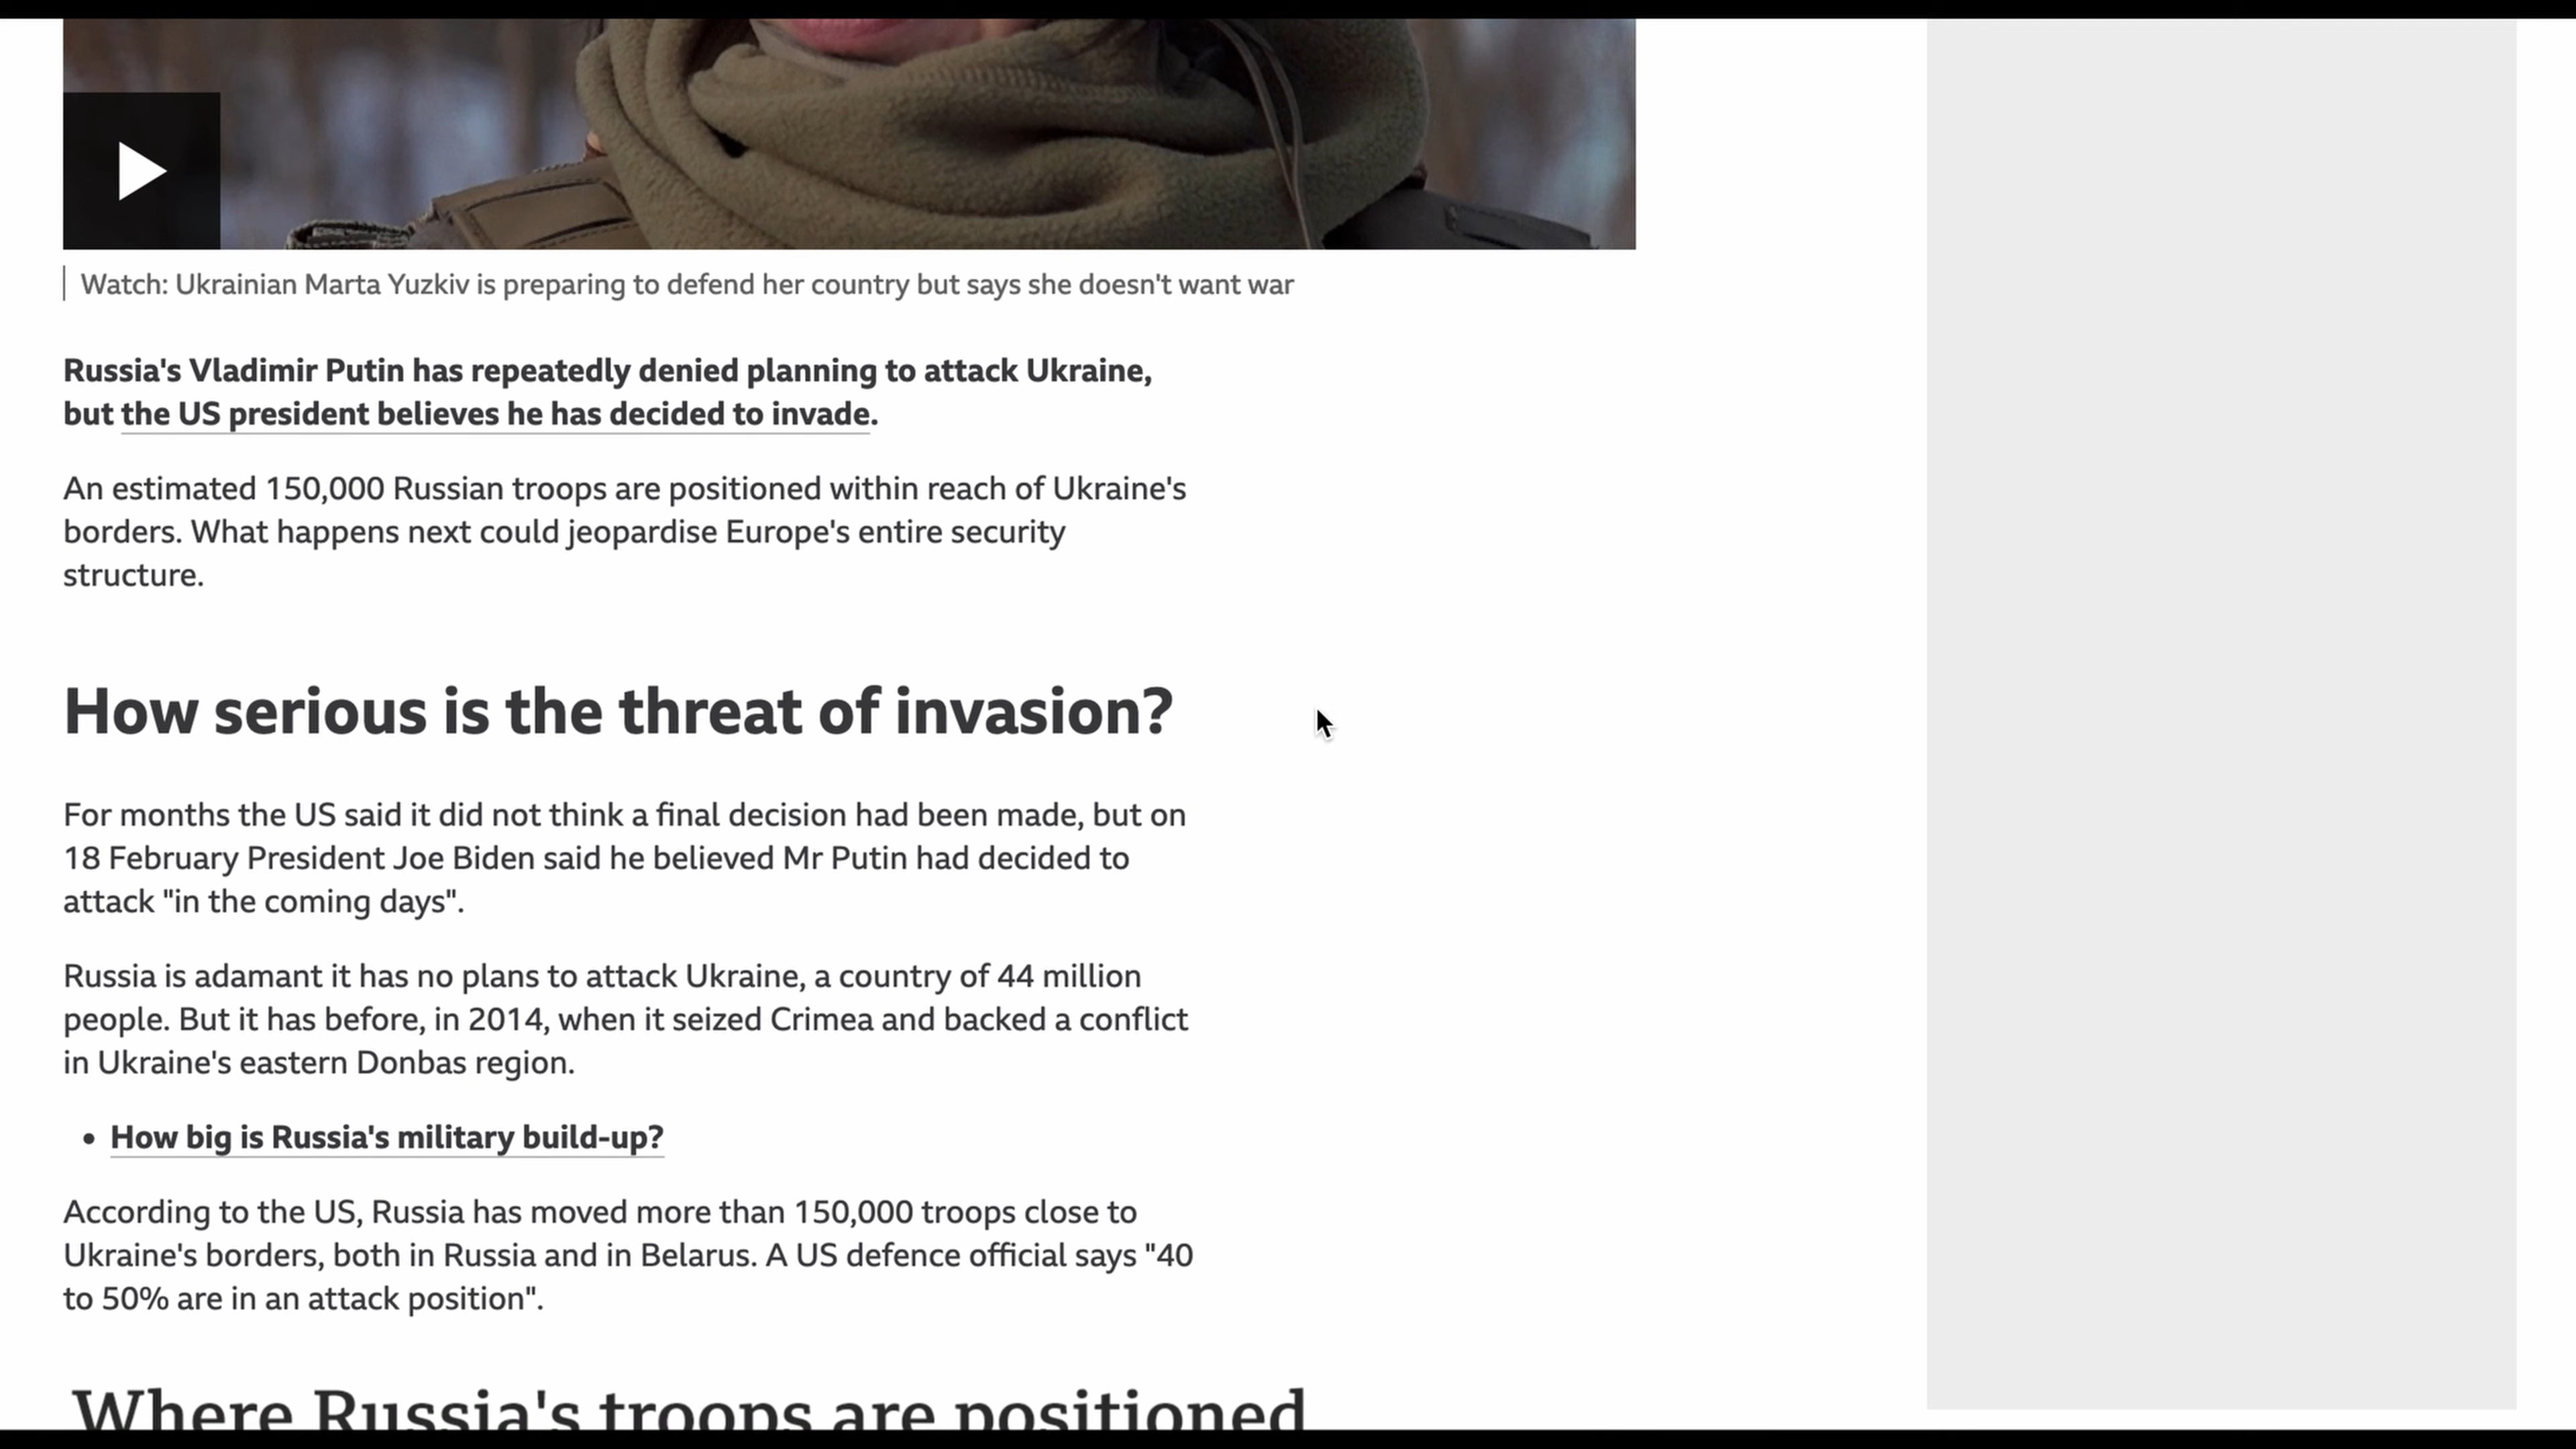 Watch: Ukrainian Marta Yuzkiv is preparing to defend her country but says she doesn't want war
Russia's Vladimir Putin has repeatedly denied planning to attack Ukraine,
but the US president believes he has decided to invade.
An estimated 150,000 Russian troops are positioned within reach of Ukraine's
borders. What happens next could jeopardise Europe's entire security
structure.
How serious is the threat of invasion?
For months the US said it did not think a final decision had been made, but on
18 February President Joe Biden said he believed Mr Putin had decided to
attack "in the coming days".
Russia is adamant it has no plans to attack Ukraine, a country of 44 million
people. But it has before, in 2014, when it seized Crimea and backed a conflict
in Ukraine's eastern Donbas region.
• How big is Russia's military build-up?
According to the US, Russia has moved more than 150,000 troops close to
Ukraine's borders, both in Russia and in Belarus. A US defence official says "40
to 50% are in an attack position".
Where Russia's troops are positioned